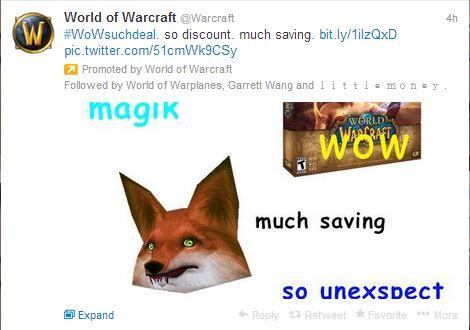 World of Warcraft @Warcraft 4h
#WoWsuchdeal. so discount. much saving. bit.ly/1ilzQxD
pic.twitter.com/51cmWk9CSy
Promoted by World of Warcraft
Followed by World of Warplanes, Garrett Wang and l i t t l e m o n e y .
magik
WORLD
WARCRAFT
WOW
much saving
so unexspect
Expand Reply Retweet Favorite More